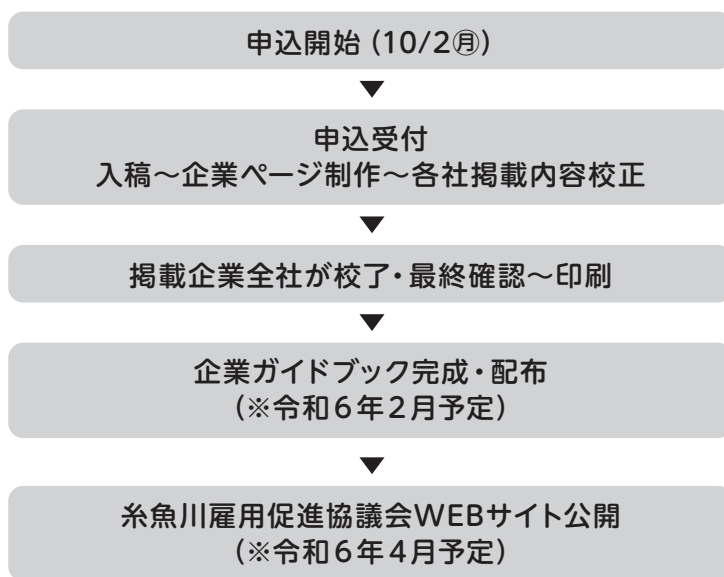 申込開始（10/2㊊）
申込受付
入稿～企業ページ制作～各社掲載内容校正
掲載企業全社が校了・最終確認～印刷
企業ガイドブック完成・配布
（※令和6年2月予定）
糸魚川雇用促進協議会WEBサイト公開
（※令和6年4月予定）